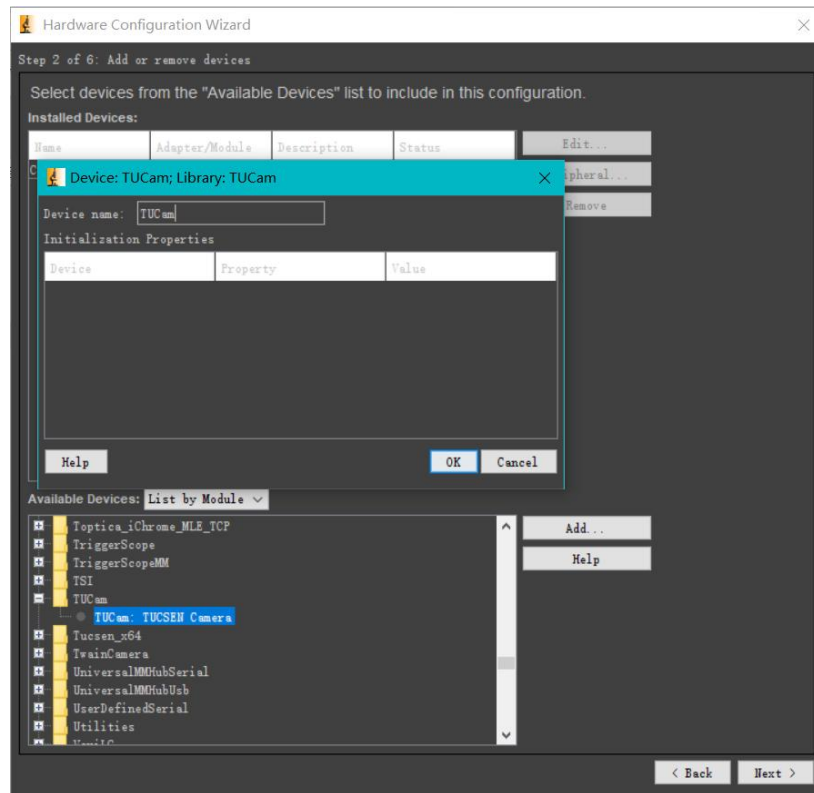 Hardware Configuration Wizard
Step 2 of 6: Add or remove devices
Select devices from the "Available Devices" list to include in this configuration.
Installed Devices:
Name Adapter/Module Description Status Edit...
C
Device: TUCam; Library: TUCam
ipheral...
Device name: TUCam
Remove
Initialization Properties
Device Property Value
Help OK Cancel
Available Devices: List by Module
Toptica_iChrome_MLE_TCP Add...
TriggerScope
TriggerScopeMM Help
TSI
TUCam
TUCam: TUCSEN Camera
Tucsen_x64
TwainCamera
UniversalMMHubSerial
UniversalMMHubUsb
UserDefinedSerial
Utilities
< Back Next >